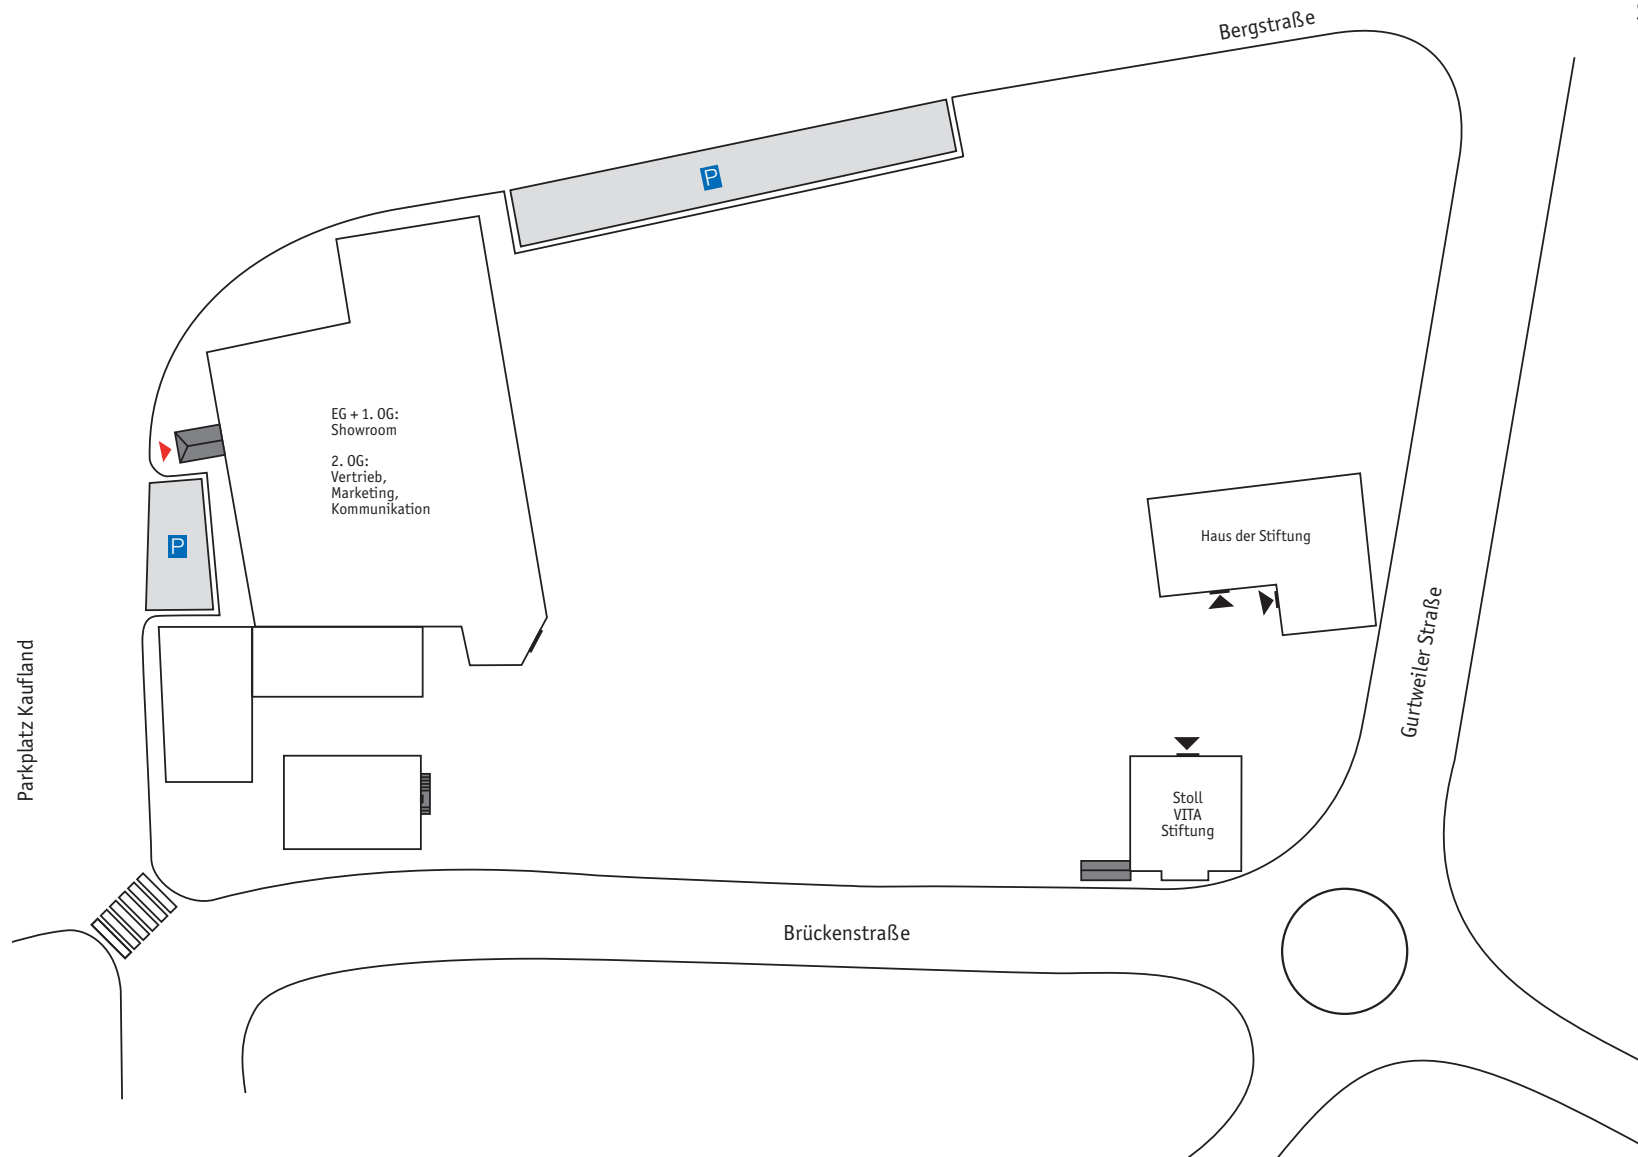 Bergstraße
P
EG + 1. OG:
Showroom
2. OG:
Vertrieb,
Marketing,
Kommunikation
P
Haus der Stiftung
Gurtweiler Straße
Parkplatz Kaufland
Stoll
VITA
Stiftung
Brückenstraße